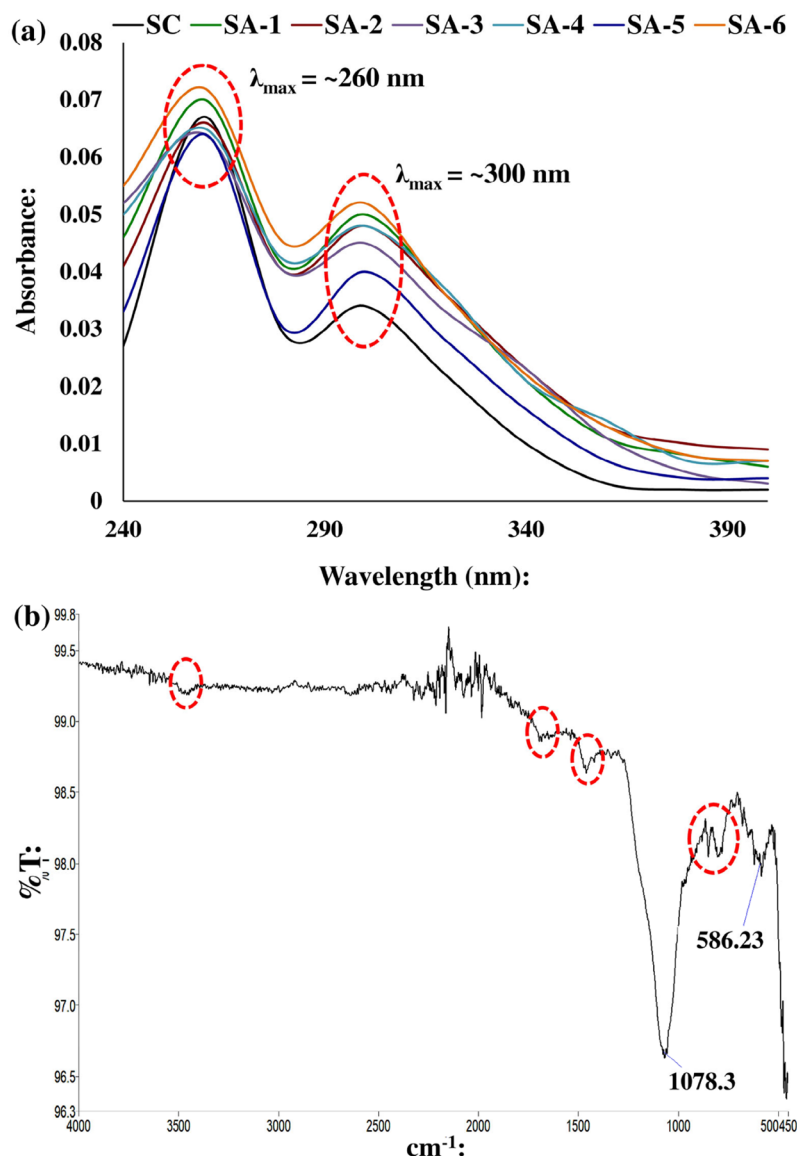 (a) SC SA-1 SA-2 SA-3 SA-4 SA-5 SA-6
0.08
λmax = ~260 nm
0.07
0.06
λmax = ~300 nm
0.05
0.04
0.03
0.02
0.01
0
Absorbance:
240 290 340 390
Wavelength (nm):
(b)
99.8
99.5
99.0
98.5
98.0
97.5
97.0
96.5
96.3
%T:
586.23
1078.3
4000 3500 3000 2500 2000 1500 1000 500 450
cm-1: